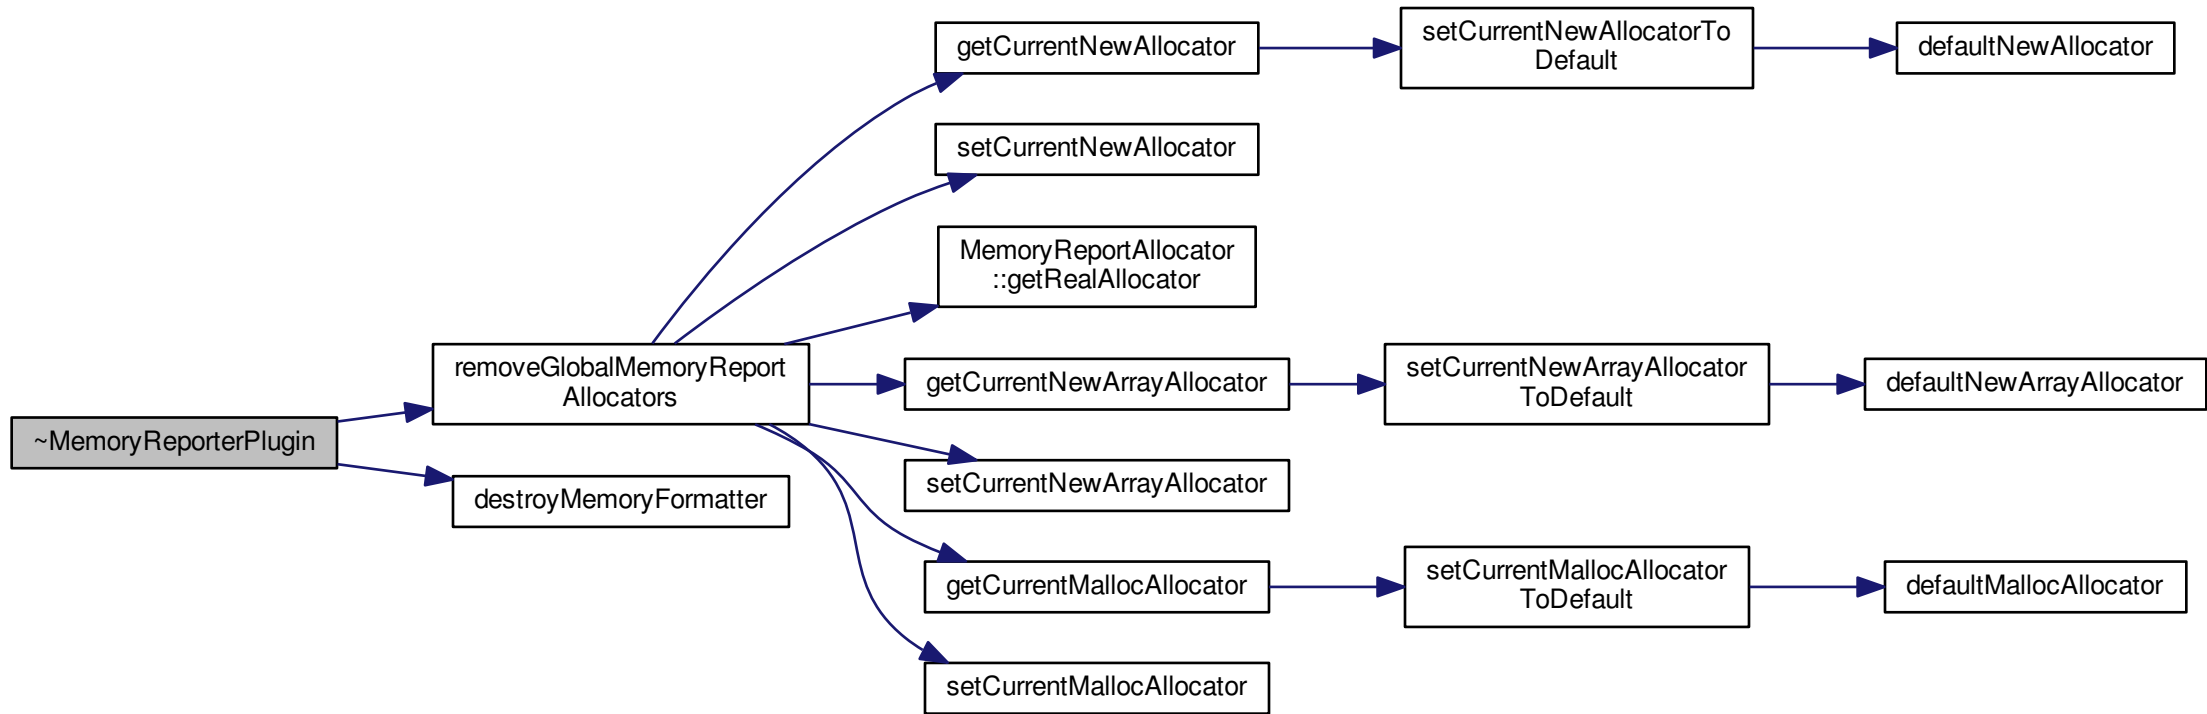 getCurrentNewAllocator
setCurrentNewAllocatorTo
Default
defaultNewAllocator
setCurrentNewAllocator
MemoryReportAllocator
::getRealAllocator
removeGlobalMemoryReport
Allocators
getCurrentNewArrayAllocator
setCurrentNewArrayAllocator
ToDefault
defaultNewArrayAllocator
~MemoryReporterPlugin
destroyMemoryFormatter
setCurrentNewArrayAllocator
getCurrentMallocAllocator
setCurrentMallocAllocator
ToDefault
defaultMallocAllocator
setCurrentMallocAllocator